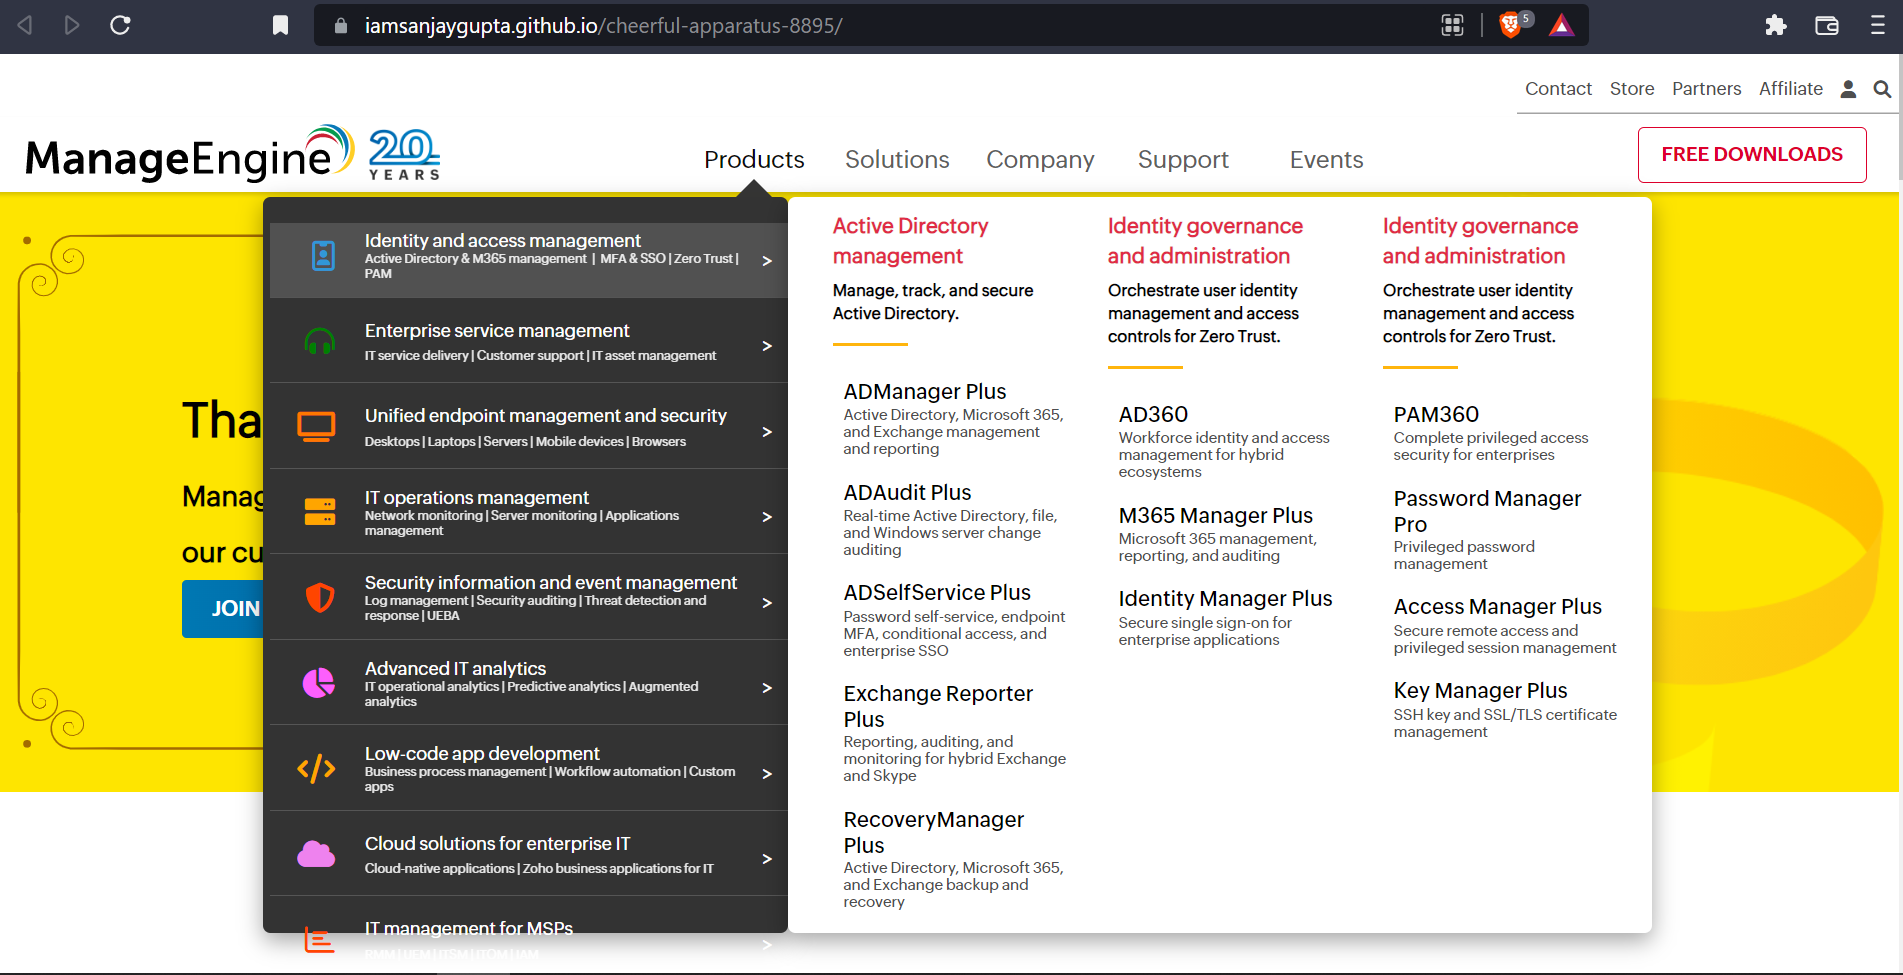 iamsanjaygupta.github.io/cheerful-apparatus-8895/
5
Contact Store Partners Affiliate
ManageEngine
20
YEARS
Products Solutions Company Support Events
FREE DOWNLOADS
Tha
Manag
our cu
JOIN
Identity and access management
Active Directory & M365 management | MFA & SSO | Zero Trust |
PAM
>
Enterprise service management
IT service delivery | Customer support | IT asset management
>
Unified endpoint management and security
Desktops | Laptops | Servers | Mobile devices | Browsers
>
IT operations management
Network monitoring | Server monitoring | Applications
management
>
Security information and event management
Log management | Security auditing | Threat detection and
response | UEBA
>
Advanced IT analytics
IT operational analytics | Predictive analytics | Augmented
analytics
>
Low-code app development
Business process management | Workflow automation | Custom
apps
>
Cloud solutions for enterprise IT
Cloud-native applications | Zoho business applications for IT
>
IT management for MSPs
RMM | UEM | ITSM | ITOM | IAM
>
Active Directory
management
Manage, track, and secure
Active Directory.
ADManager Plus
Active Directory, Microsoft 365,
and Exchange management
and reporting
ADAudit Plus
Real-time Active Directory, file,
and Windows server change
auditing
ADSelfService Plus
Password self-service, endpoint
MFA, conditional access, and
enterprise SSO
Exchange Reporter
Plus
Reporting, auditing, and
monitoring for hybrid Exchange
and Skype
RecoveryManager
Plus
Active Directory, Microsoft 365,
and Exchange backup and
recovery
Identity governance
and administration
Orchestrate user identity
management and access
controls for Zero Trust.
AD360
Workforce identity and access
management for hybrid
ecosystems
M365 Manager Plus
Microsoft 365 management,
reporting, and auditing
Identity Manager Plus
Secure single sign-on for
enterprise applications
Identity governance
and administration
Orchestrate user identity
management and access
controls for Zero Trust.
PAM360
Complete privileged access
security for enterprises
Password Manager
Pro
Privileged password
management
Access Manager Plus
Secure remote access and
privileged session management
Key Manager Plus
SSH key and SSL/TLS certificate
management